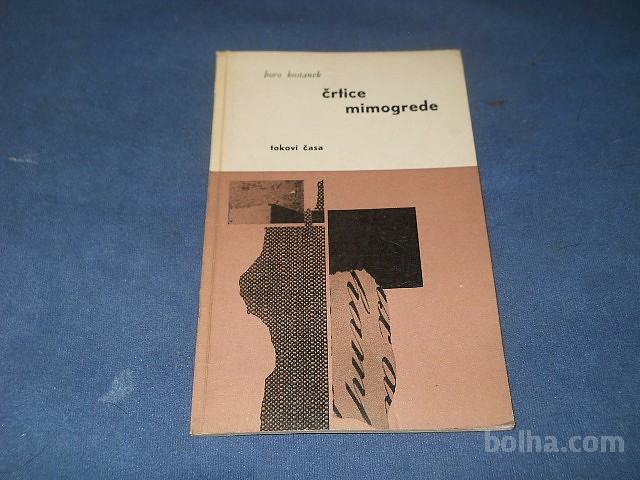 boro kostanek
črtice
mimogrede
tokovi časa
bolha.com